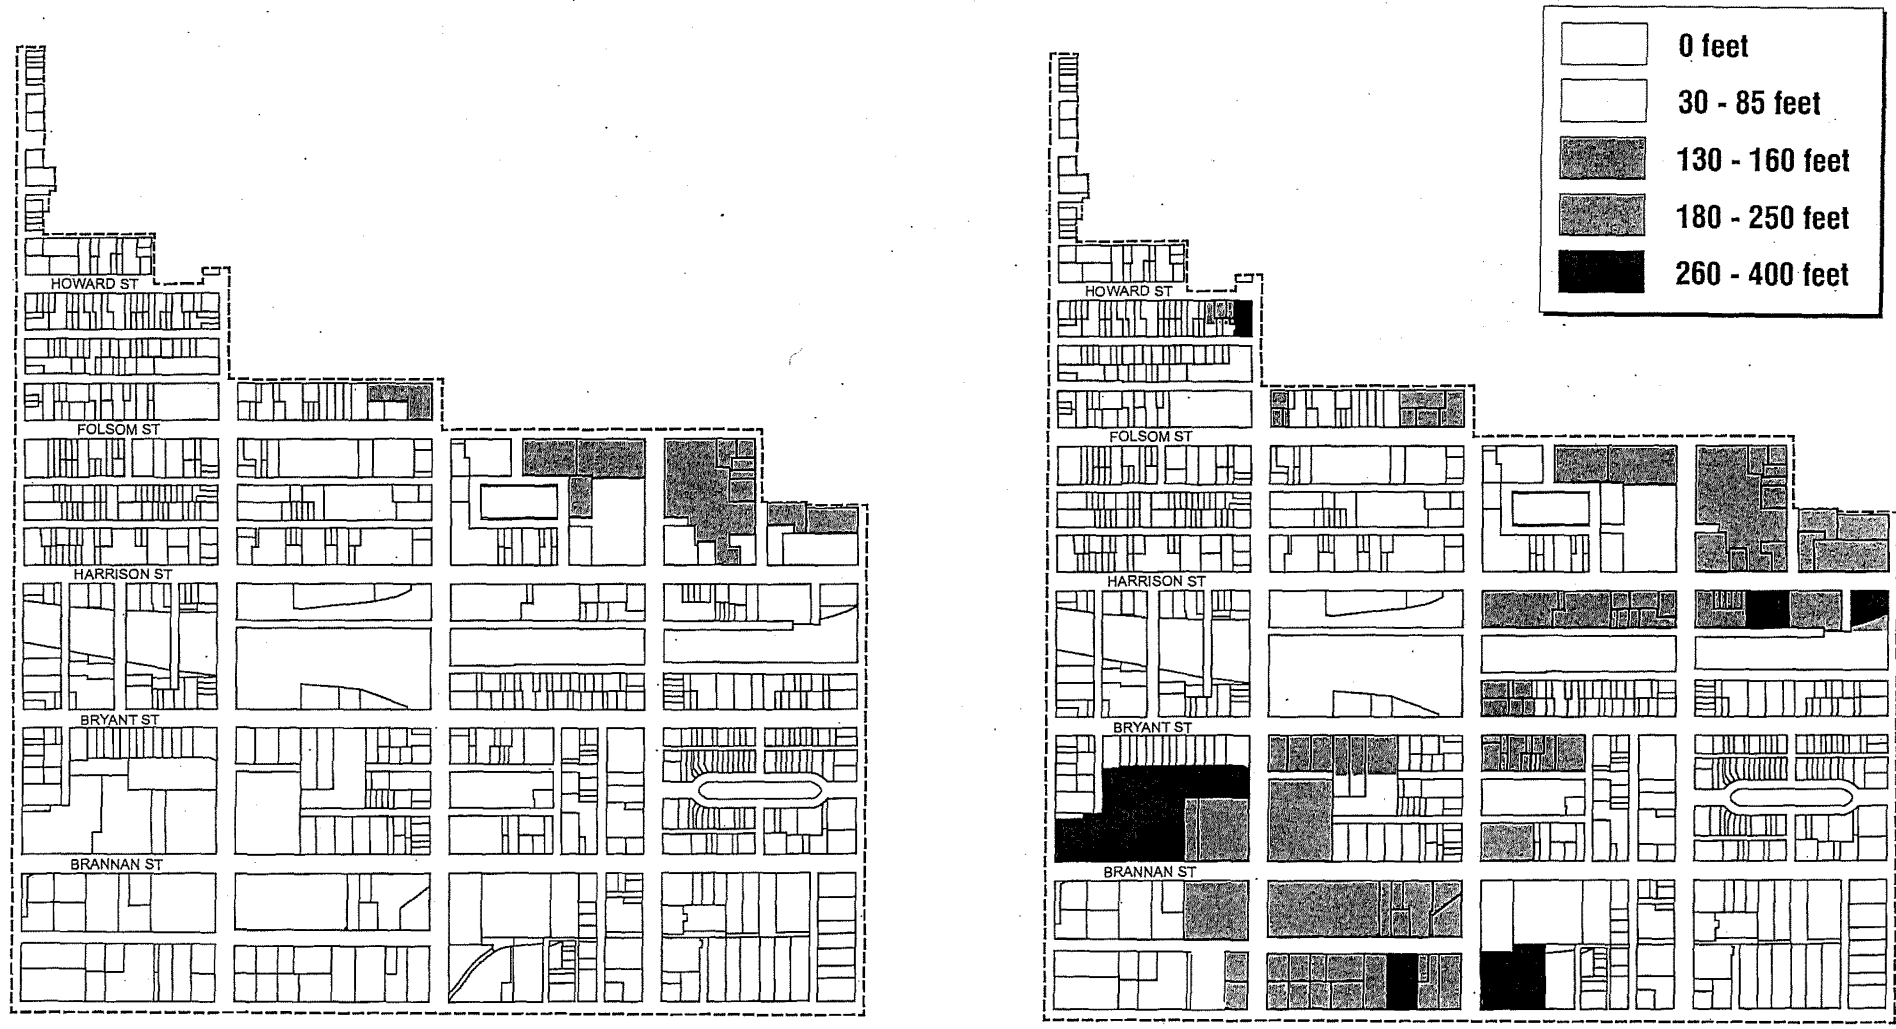 HOWARD ST
FOLSOM ST
HARRISON ST
BRYANT ST
BRANNAN ST
HOWARD ST
FOLSOM ST
HARRISON ST
BRYANT ST
BRANNAN ST
0 feet
30 - 85 feet
130 - 160 feet
180 - 250 feet
260 - 400 feet